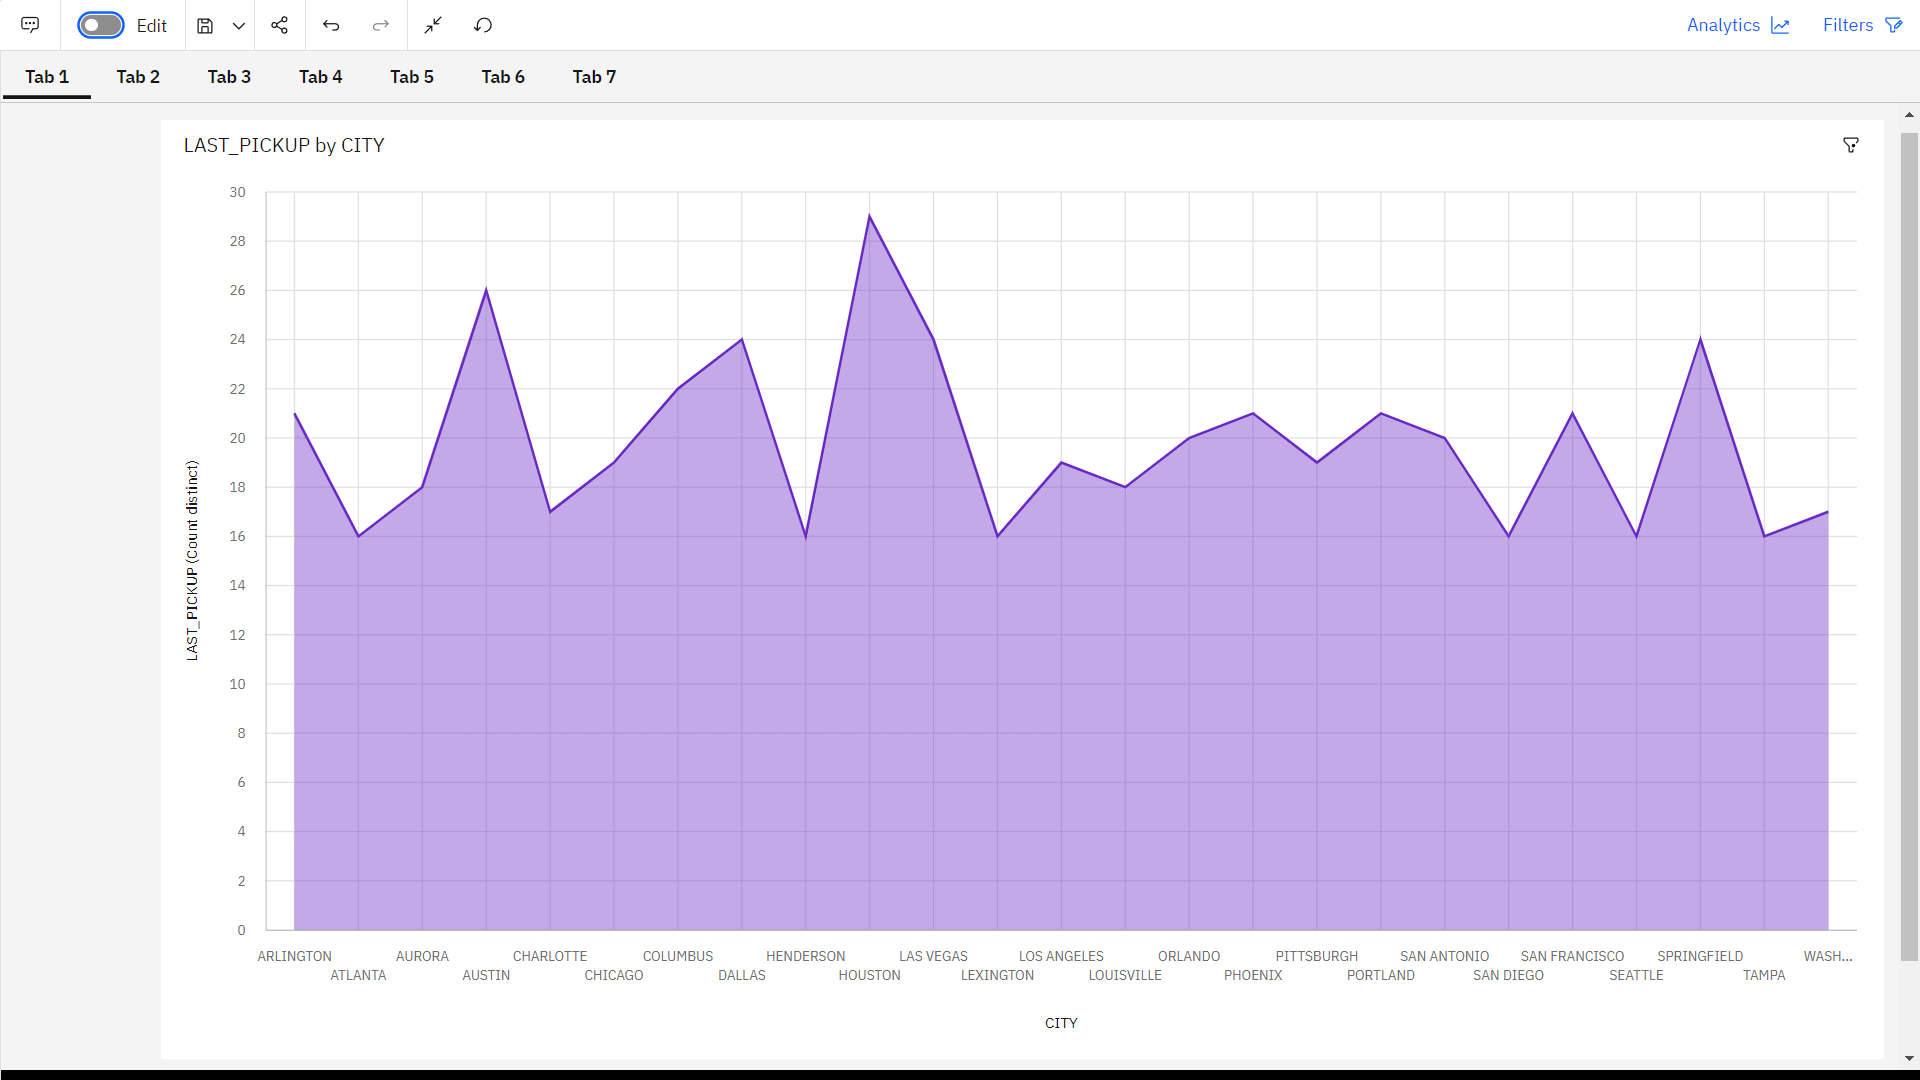 Edit
Analytics
Filters
Tab 1 Tab 2 Tab 3 Tab 4 Tab 5 Tab 6 Tab 7
LAST_PICKUP by CITY
30
28
26
24
22
20
18
16
14
12
10
8
6
4
2
0
LAST_PICKUP (Count distinct)
ARLINGTON AURORA CHARLOTTE COLUMBUS HENDERSON LAS VEGAS LOS ANGELES ORLANDO PITTSBURGH SAN ANTONIO SAN FRANCISCO SPRINGFIELD WASH...
ATLANTA AUSTIN CHICAGO DALLAS HOUSTON LEXINGTON LOUISVILLE PHOENIX PORTLAND SAN DIEGO SEATTLE TAMPA
CITY